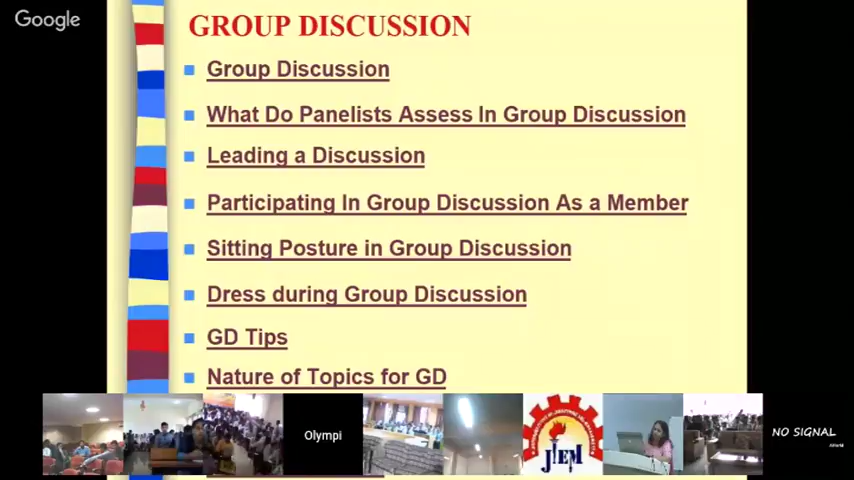 Google
GROUP DISCUSSION
Group Discussion
What Do Panelists Assess In Group Discussion
Leading a Discussion
Participating In Group Discussion As a Member
Sitting Posture in Group Discussion
Dress during Group Discussion
GD Tips
Nature of Topics for GD
Olympi
JIEM
NO SIGNAL